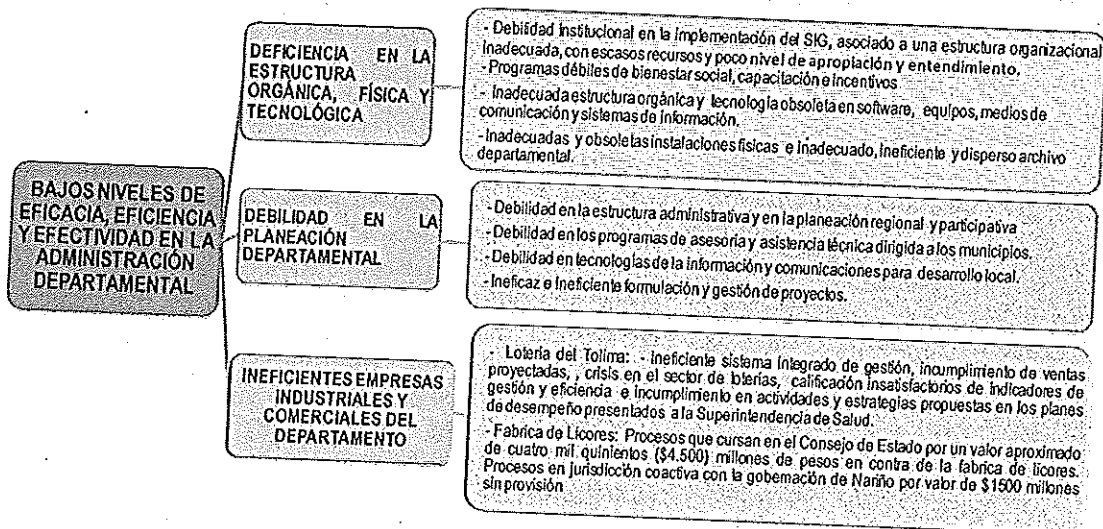 BAJOS NIVELES DE
EFICACIA, EFICIENCIA
Y EFECTIVIDAD EN LA
ADMINISTRACIÓN
DEPARTAMENTAL
DEFICIENCIA EN LA
ESTRUCTURA
ORGÁNICA, FÍSICA Y
TECNOLÓGICA
- Debilidad Institucional en la implementación del SIG, asociado a una estructura organizacional
inadecuada, con escasos recursos y poco nivel de apropiación y entendimiento.
- Programas débiles de bienestar social, capacitación e incentivos
- Inadecuada estructura orgánica y tecnología obsoleta en software, equipos, medios de
comunicación y sistemas de información.
- Inadecuadas y obsoletas instalaciones físicas e inadecuado, ineficiente y disperso archivo
departamental.
DEBILIDAD EN LA
PLANEACIÓN
DEPARTAMENTAL
- Debilidad en la estructura administrativa y en la planeación regional y participativa
- Debilidad en los programas de asesoría y asistencia técnica dirigida a los municipios.
- Debilidad en tecnologías de la información y comunicaciones para desarrollo local.
- Ineficaz e Ineficiente formulación y gestión de proyectos.
INEFICIENTES EMPRESAS
INDUSTRIALES Y
COMERCIALES DEL
DEPARTAMENTO
- Lotería del Tolima: - Ineficiente sistema integrado de gestión, incumplimiento de ventas
proyectadas, , crisis en el sector de loterías, calificación insatisfactorios de indicadores de
gestión y eficiencia e incumplimiento en actividades y estrategias propuestas en los planes
de desempeño presentados a la Superintendencia de Salud.
- Fabrica de Licores: Procesos que cursan en el Consejo de Estado por un valor aproximado
de cuatro mil quinientos ($4.500) millones de pesos en contra de la fabrica de licores.
Procesos en jurisdicción coactiva con la gobernación de Nariño por valor de $1500 millones
sin provisión